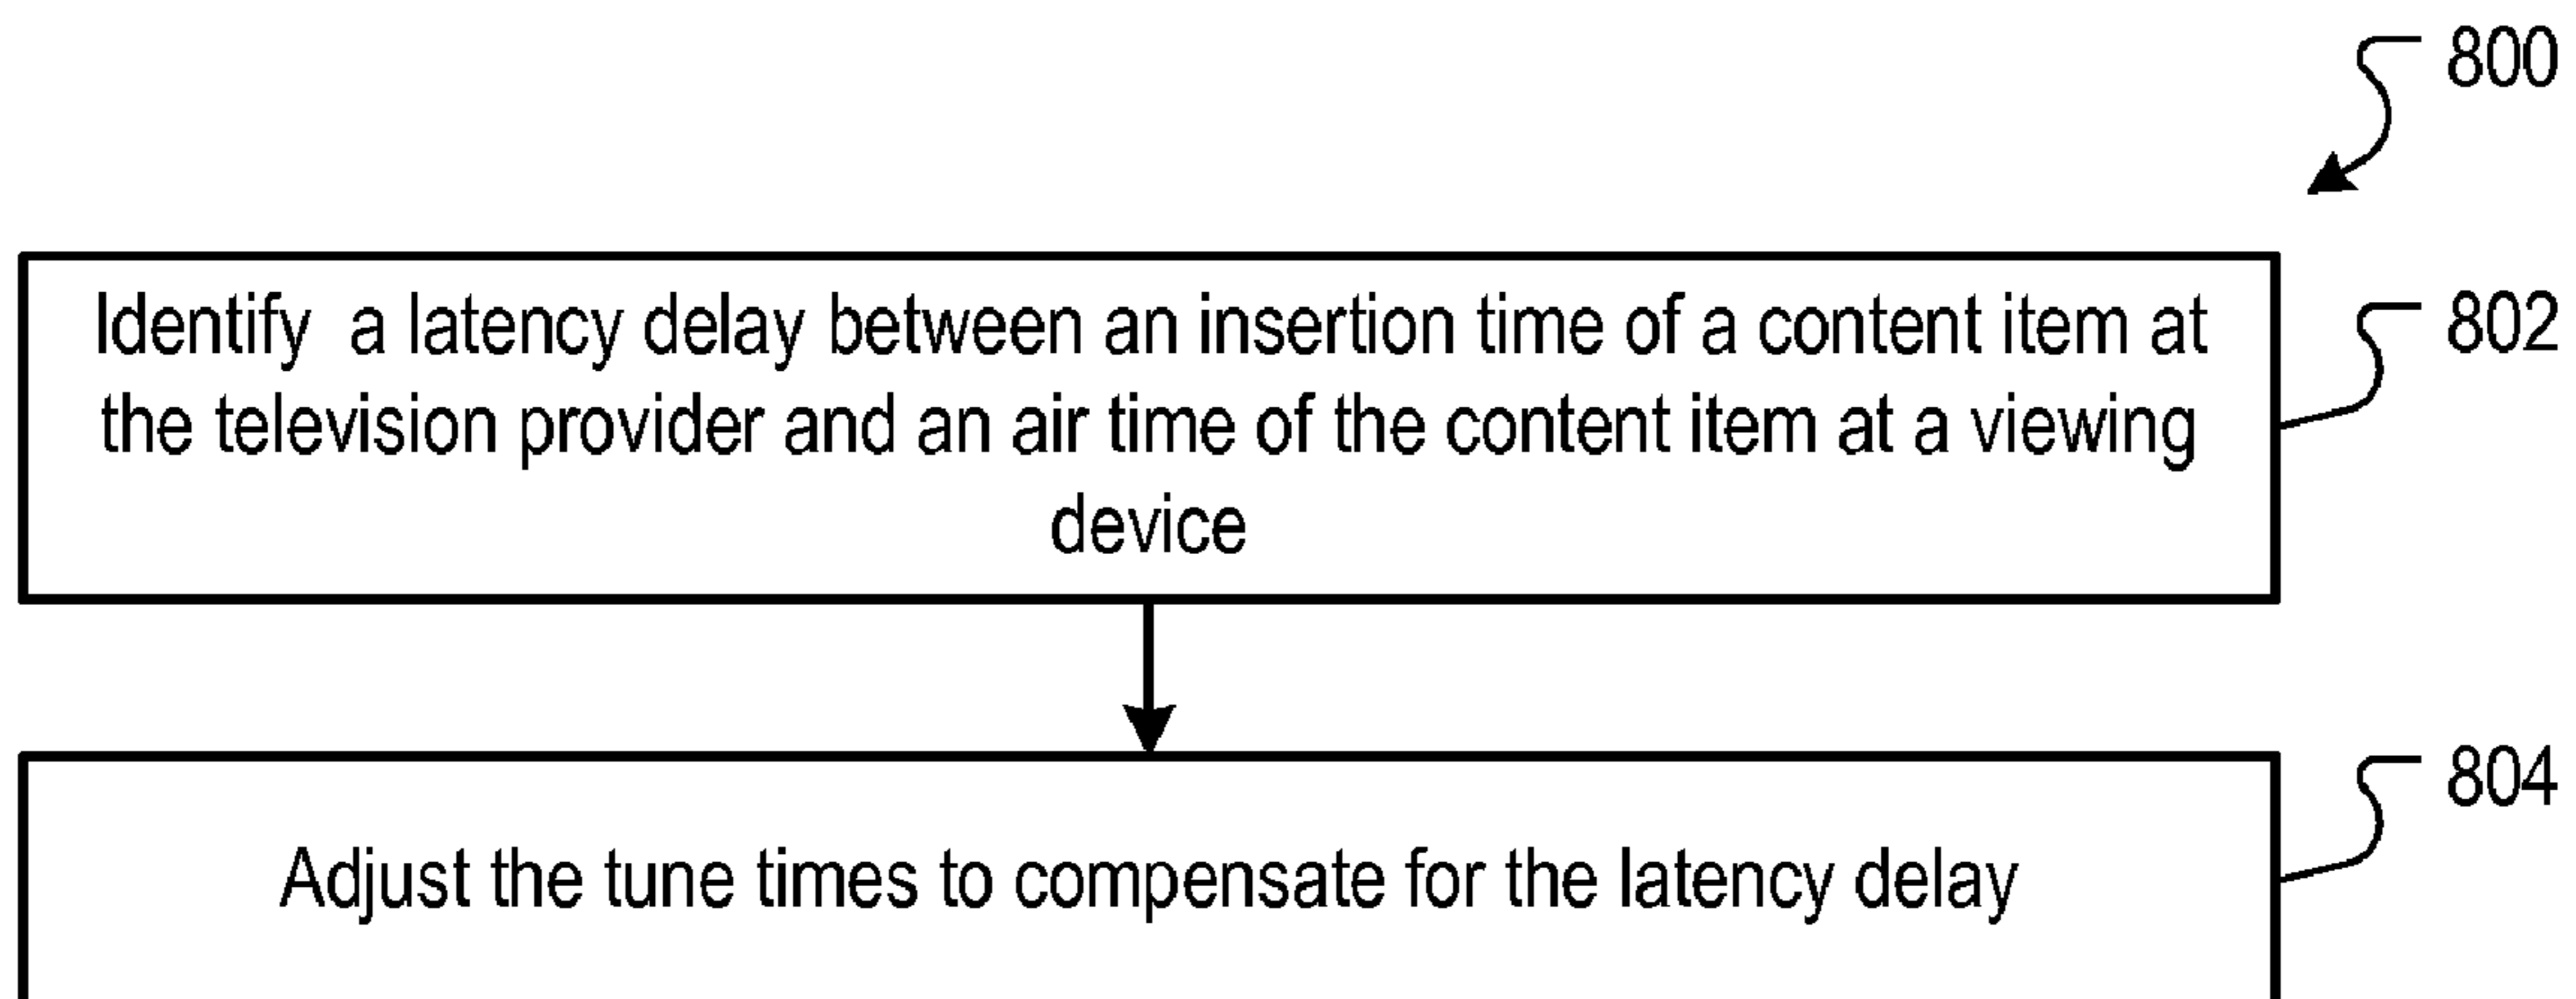 800
Identify a latency delay between an insertion time of a content item at
the television provider and an air time of the content item at a viewing
device
802
Adjust the tune times to compensate for the latency delay
804